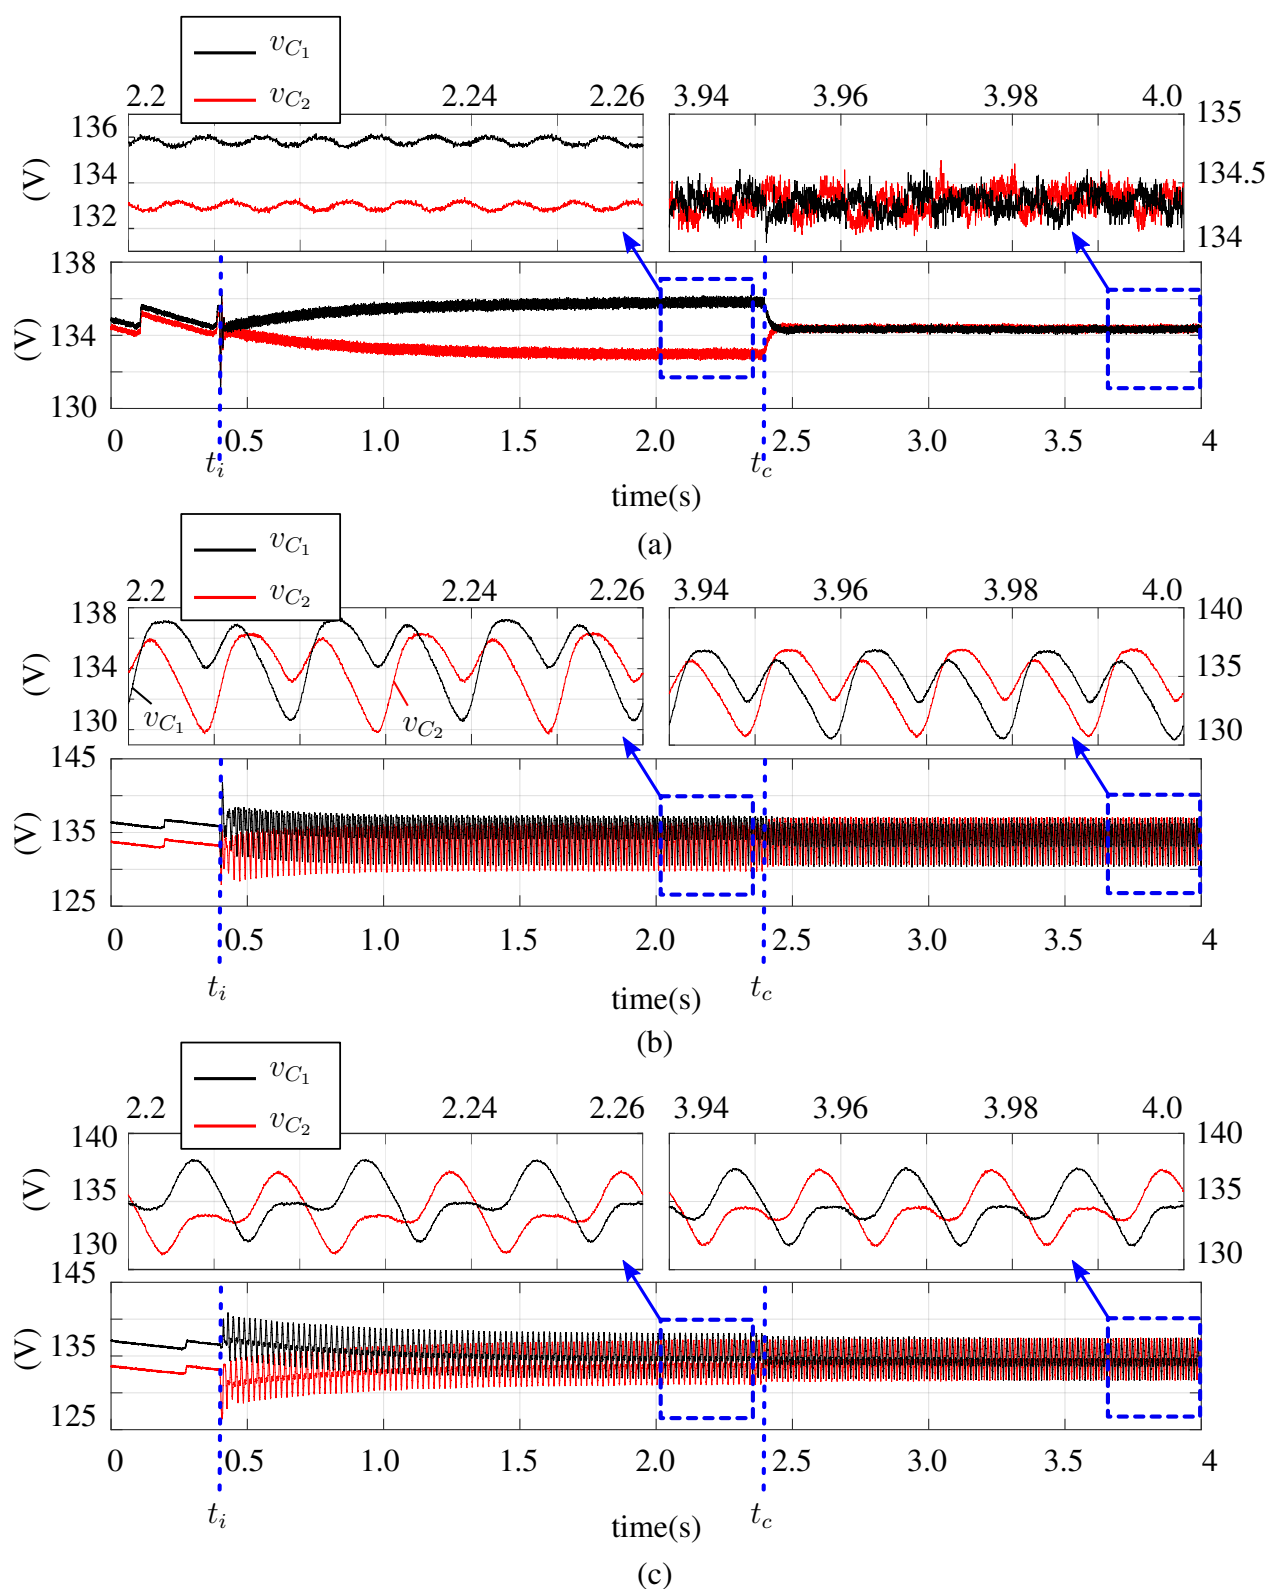 v_{C_1}
v_{C_2}
2.2 2.24 2.26 3.94 3.96 3.98 4.0
136 134 132 (V) 135 134.5 134
138 134 130 (V)
0 0.5 1.0 1.5 2.0 2.5 3.0 3.5 4
t_i t_c
time(s)
(a)
v_{C_1}
v_{C_2}
2.2 2.24 2.26 3.94 3.96 3.98 4.0
138 134 130 (V) v_{C_1} v_{C_2} 140 135 130
145 135 125 (V)
0 0.5 1.0 1.5 2.0 2.5 3.0 3.5 4
t_i t_c
time(s)
(b)
v_{C_1}
v_{C_2}
2.2 2.24 2.26 3.94 3.96 3.98 4.0
140 135 130 (V) 140 135 130
145 135 125 (V)
0 0.5 1.0 1.5 2.0 2.5 3.0 3.5 4
t_i t_c
time(s)
(c)